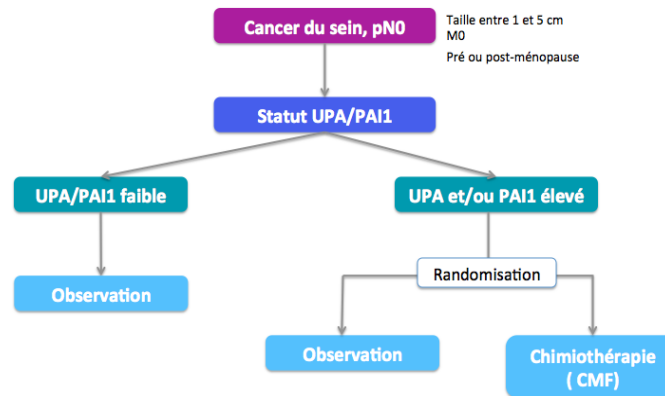 Cancer du sein, pN0
Taille entre 1 et 5 cm
M0
Pré ou post-ménopause
Statut UPA/PAI1
UPA/PAI1 faible
UPA et/ou PAI1 élevé
Observation
Randomisation
Observation
Chimiothérapie
( CMF)